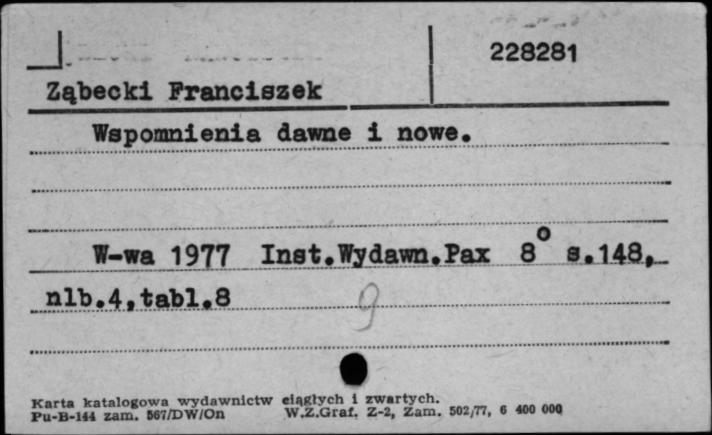 228281
Ząbecki Franciszek
Wspomnienia dawne i nowe.
W-wa 1977 Inst.Wydawn.Pax 8° s.148,
nlb.4,tabl.8
9
Karta katalogowa wydawnictw ciągłych i zwartych.
Pu-B-144 zam. 567/DW/On W.Z.Graf. Z-2, Zam. 502/77, 6 400 000